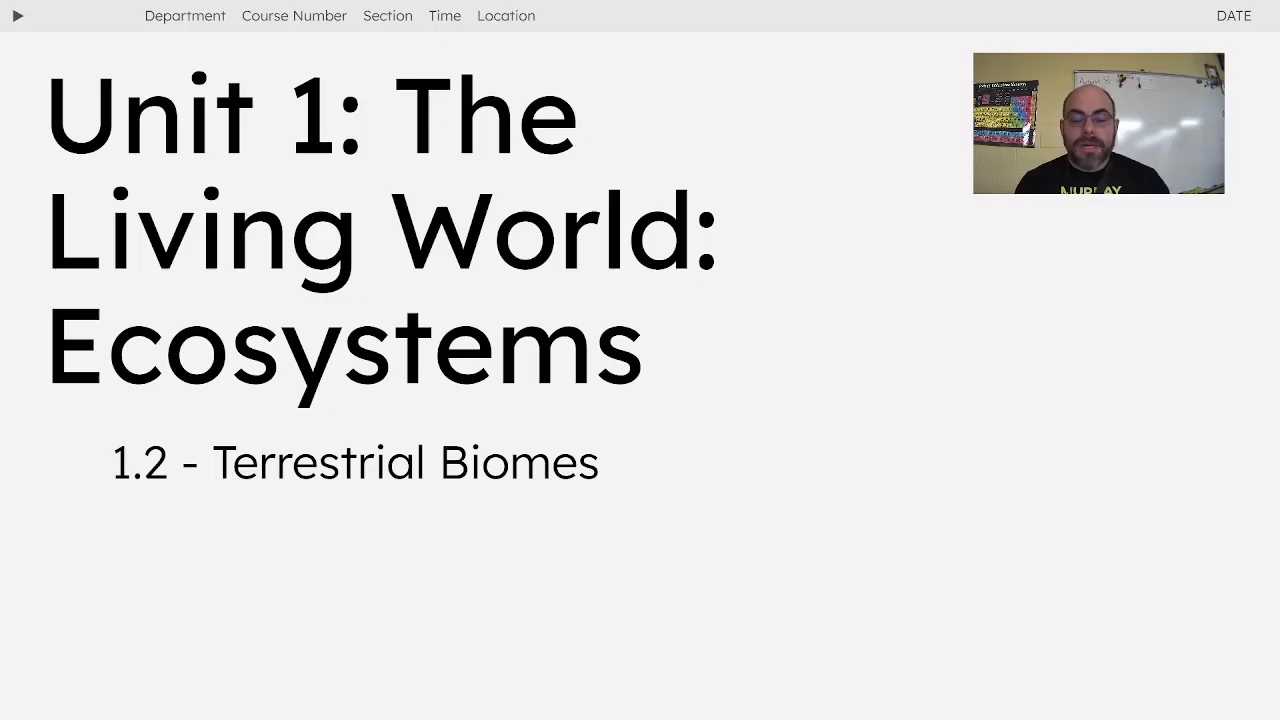 Department Course Number Section Time Location DATE
Unit 1: The
Living World:
Ecosystems
1.2 - Terrestrial Biomes